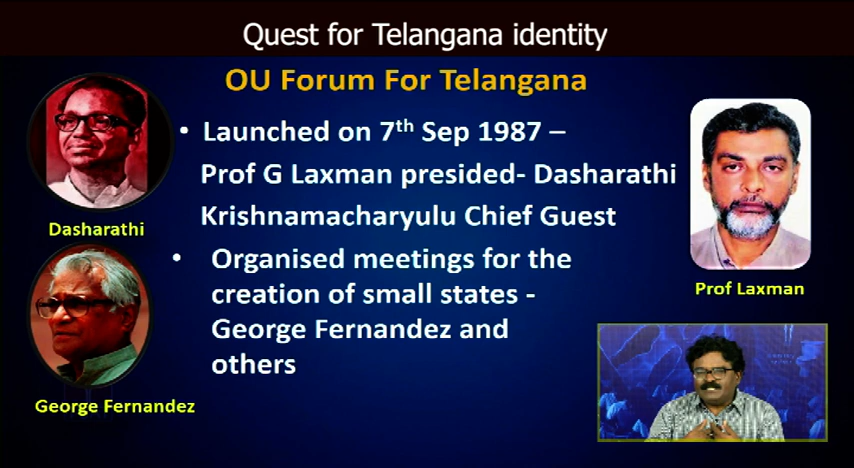 Quest for Telangana identity
OU Forum For Telangana
• Launched on 7th Sep 1987 –
Prof G Laxman presided- Dasharathi
Krishnamacharyulu Chief Guest
• Organised meetings for the
creation of small states -
George Fernandez and
others
Dasharathi
George Fernandez
Prof Laxman